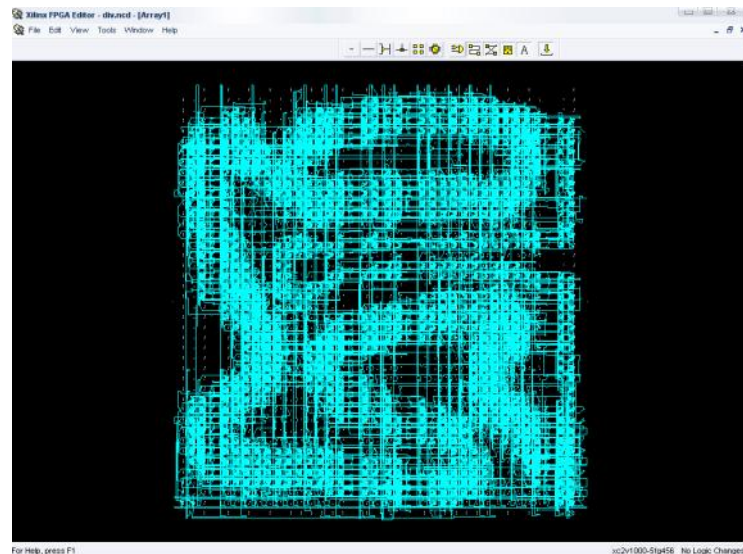 Xilinx FPGA Editor - div.ncd - [Array1]
File Edit View Tools Window Help
A
For Help, press F1
xc2v1000-5fg456 No Logic Changes